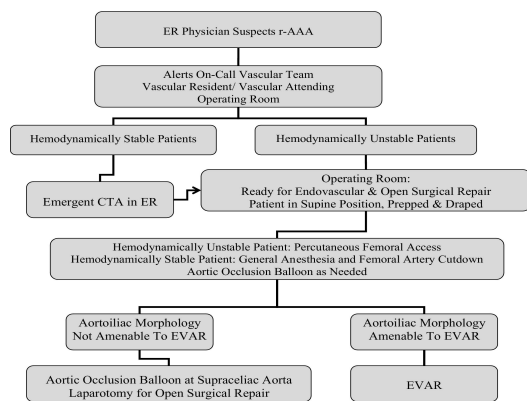 ER Physician Suspects r-AAA
Alerts On-Call Vascular Team
Vascular Resident/ Vascular Attending
Operating Room
Hemodynamically Stable Patients
Hemodynamically Unstable Patients
Emergent CTA in ER
Operating Room:
Ready for Endovascular & Open Surgical Repair
Patient in Supine Position, Prepped & Draped
Hemodynamically Unstable Patient: Percutaneous Femoral Access
Hemodynamically Stable Patient: General Anesthesia and Femoral Artery Cutdown
Aortic Occlusion Balloon as Needed
Aortoiliac Morphology
Not Amenable To EVAR
Aortoiliac Morphology
Amenable To EVAR
Aortic Occlusion Balloon at Supraceliac Aorta
Laparotomy for Open Surgical Repair
EVAR